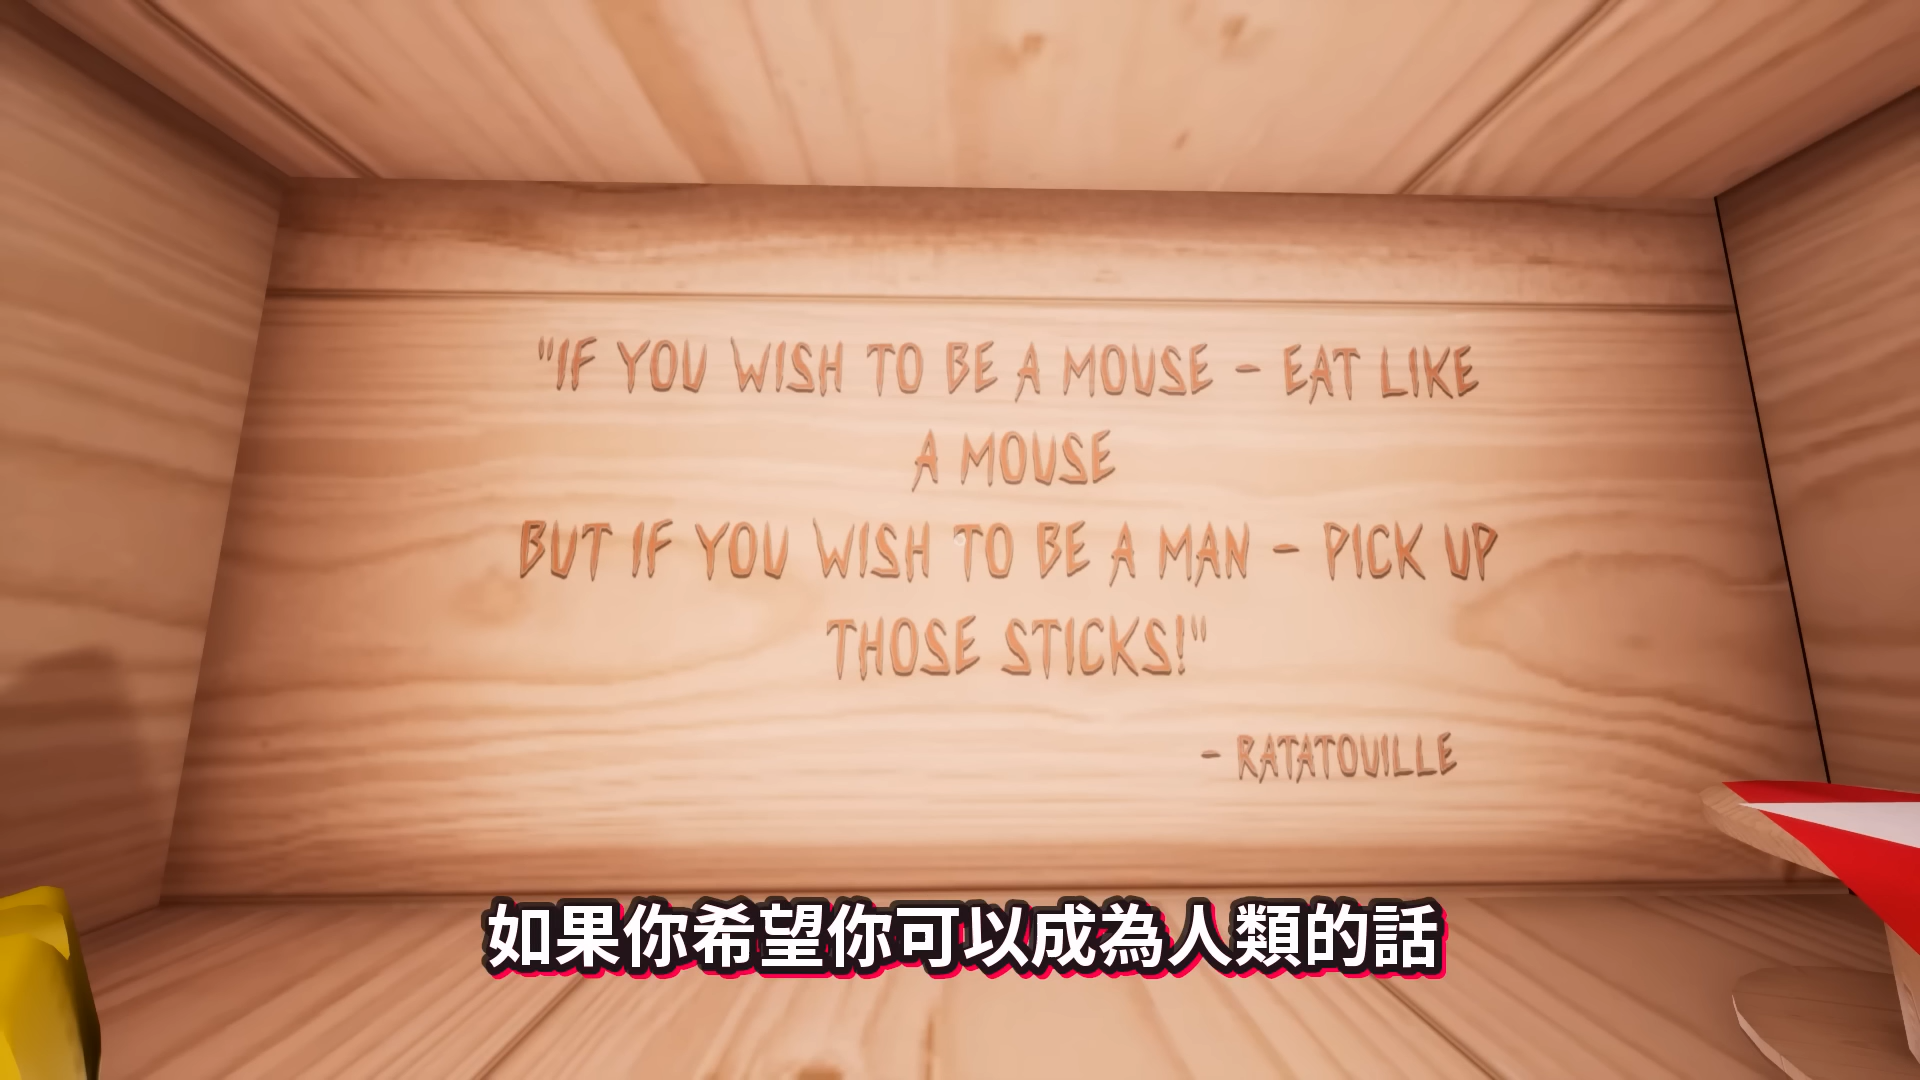 "IF YOU WISH TO BE A MOUSE - EAT LIKE
A MOUSE
BUT IF YOU WISH TO BE A MAN - PICK UP
THOSE STICKS!"
- RATATOUILLE
如果你希望你可以成為人類的話